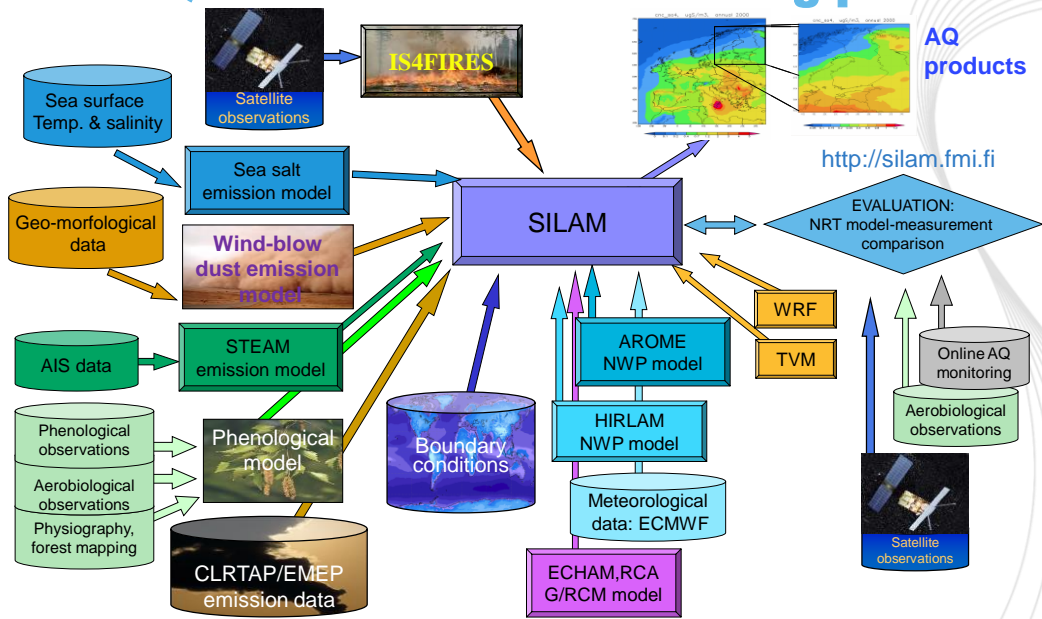 IS4FIRES
Satellite
observations
AQ
products
Sea surface
Temp. & salinity
http://silam.fmi.fi
Sea salt
emission model
SILAM
EVALUATION:
NRT model-measurement
comparison
Geo-morfological
data
Wind-blow
dust emission
model
WRF
TVM
AIS data
STEAM
emission model
AROME
NWP model
Online AQ
monitoring
HIRLAM
NWP model
Aerobiological
observations
Phenological
observations
Aerobiological
observations
Physiography,
forest mapping
Phenological
model
Boundary
conditions
Meteorological
data: ECMWF
Satellite
observations
CLRTAP/EMEP
emission data
ECHAM,RCA
G/RCM model